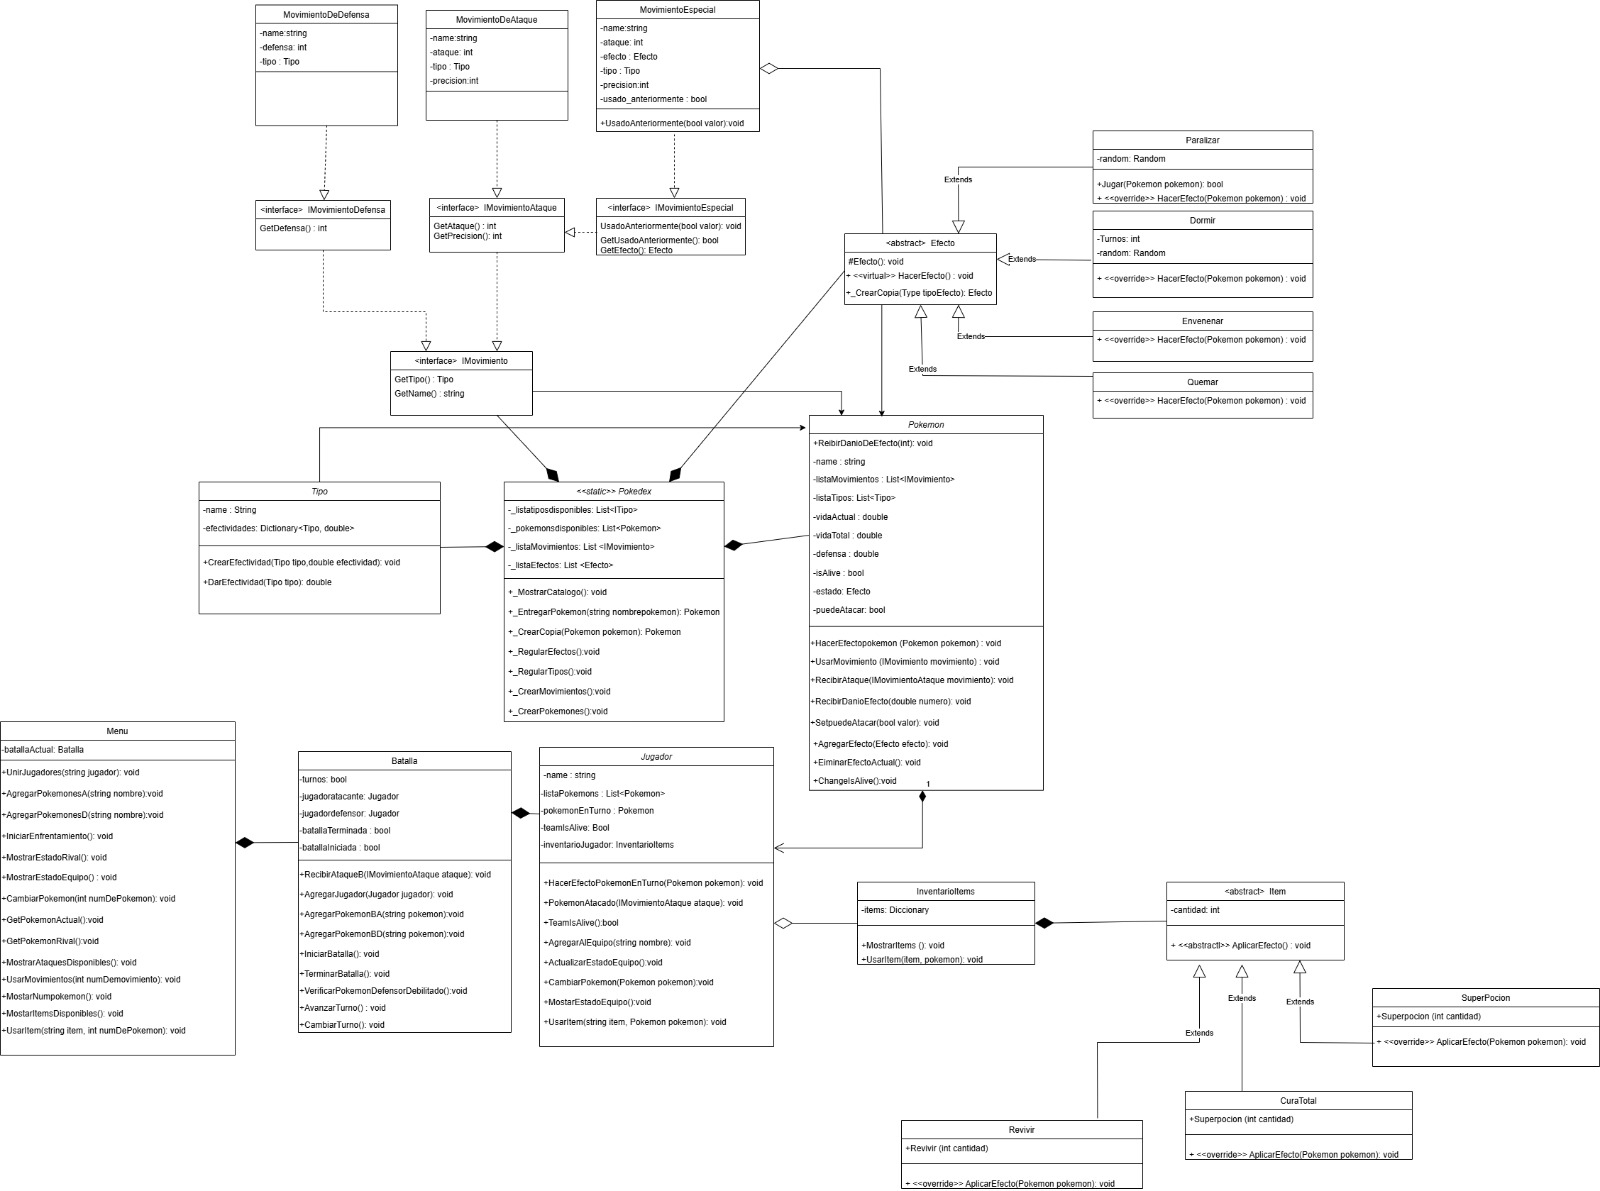 MovimientoDeDefensa
-name:string
-defensa: int
-tipo : Tipo
MovimientoDeAtaque
-name:string
-ataque: int
-tipo : Tipo
-precision:int
MovimientoEspecial
-name:string
-ataque: int
-efecto : Efecto
-tipo : Tipo
-precision:int
-usado_anteriormente : bool
+UsadoAnteriormente(bool valor):void
<interface> IMovimientoDefensa
GetDefensa() : int
<interface> IMovimientoAtaque
GetAtaque() : int
GetPrecision(): int
<interface> IMovimientoEspecial
UsadoAnteriormente(bool valor): void
GetUsadoAnteriormente(): bool
GetEfecto(): Efecto
<interface> IMovimiento
GetTipo() : Tipo
GetName() : string
<abstract> Efecto
#Efecto(): void
+ <<virtual>> HacerEfecto() : void
+_CrearCopia(Type tipoEfecto): Efecto
Extends
Extends
Extends
Extends
Paralizar
-random: Random
+Jugar(Pokemon pokemon): bool
+ <<override>> HacerEfecto(Pokemon pokemon) : void
Dormir
-Turnos: int
-random: Random
+ <<override>> HacerEfecto(Pokemon pokemon) : void
Envenenar
+ <<override>> HacerEfecto(Pokemon pokemon) : void
Quemar
+ <<override>> HacerEfecto(Pokemon pokemon) : void
Tipo
-name : String
-efectividades: Dictionary<Tipo, double>
+CrearEfectividad(Tipo tipo,double efectividad): void
+DarEfectividad(Tipo tipo): double
<<static>> Pokedex
-_listatiposdisponibles: List<ITipo>
-_pokemonsdisponibles: List<Pokemon>
-_listaMovimientos: List <IMovimiento>
-_listaEfectos: List <Efecto>
+_MostrarCatalogo(): void
+_EntregarPokemon(string nombrepokemon): Pokemon
+_CrearCopia(Pokemon pokemon): Pokemon
+_RegularEfectos():void
+_RegularTipos():void
+_CrearMovimientos():void
+_CrearPokemones():void
Pokemon
+ReibirDanioDeEfecto(int): void
-name : string
-listaMovimientos : List<IMovimiento>
-listaTipos: List<Tipo>
-vidaActual : double
-vidaTotal : double
-defensa : double
-isAlive : bool
-estado: Efecto
-puedeAtacar: bool
+HacerEfectopokemon (Pokemon pokemon) : void
+UsarMovimiento (IMovimiento movimiento) : void
+RecibirAtaque(IMovimientoAtaque movimiento): void
+RecibirDanioEfecto(double numero): void
+SetpuedeAtacar(bool valor): void
+AgregarEfecto(Efecto efecto): void
+EiminarEfectoActual(): void
+ChangeIsAlive():void
1
Menu
-batallaActual: Batalla
+UnirJugadores(string jugador): void
+AgregarPokemonesA(string nombre):void
+AgregarPokemonesD(string nombre):void
+IniciarEnfrentamiento(): void
+MostrarEstadoRival(): void
+MostrarEstadoEquipo() : void
+CambiarPokemon(int numDePokemon): void
+GetPokemonActual():void
+GetPokemonRival(): void
+MostrarAtaquesDisponibles(): void
+UsarMovimientos(int numDemovimiento): void
+MostarNumpokemon(): void
+MostarItemsDisponibles(): void
+UsarItem(string item, int numDePokemon): void
Batalla
-turnos: bool
-jugadoratacante: Jugador
-jugadordefensor: Jugador
-batallaTerminada : bool
-batallaIniciada : bool
+RecibirAtaqueB(IMovimientoAtaque ataque): void
+AgregarJugador(Jugador jugador): void
+AgregarPokemonBA(string pokemon):void
+AgregarPokemonBD(string pokemon):void
+IniciarBatalla(): void
+TerminarBatalla(): void
+VerificarPokemonDefensorDebilitado():void
+AvanzarTurno() : void
+CambiarTurno(): void
Jugador
-name : string
-listaPokemons : List<Pokemon>
-pokemonEnTurno : Pokemon
-teamIsAlive: Bool
-inventarioJugador: InventarioItems
+HacerEfectoPokemonEnTurno(Pokemon pokemon): void
+PokemonAtacado(IMovimientoAtaque ataque): void
+TeamIsAlive():bool
+AgregarAlEquipo(string nombre): void
+ActualizarEstadoEquipo():void
+CambiarPokemon(Pokemon pokemon): void
+MostarEstadoEquipo():void
+UsarItem(string item, Pokemon pokemon): void
InventarioItems
-items: Diccionary
+MostrarItems (): void
+UsarItem(item, pokemon): void
<abstract> Item
-cantidad: int
+ <<abstractl>> AplicarEfecto() : void
Extends
Extends
Extends
SuperPocion
+Superpocion (int cantidad)
+ <<override>> AplicarEfecto(Pokemon pokemon): void
CuraTotal
+Superpocion (int cantidad)
+ <<override>> AplicarEfecto(Pokemon pokemon): void
Revivir
+Revivir (int cantidad)
+ <<override>> AplicarEfecto(Pokemon pokemon): void